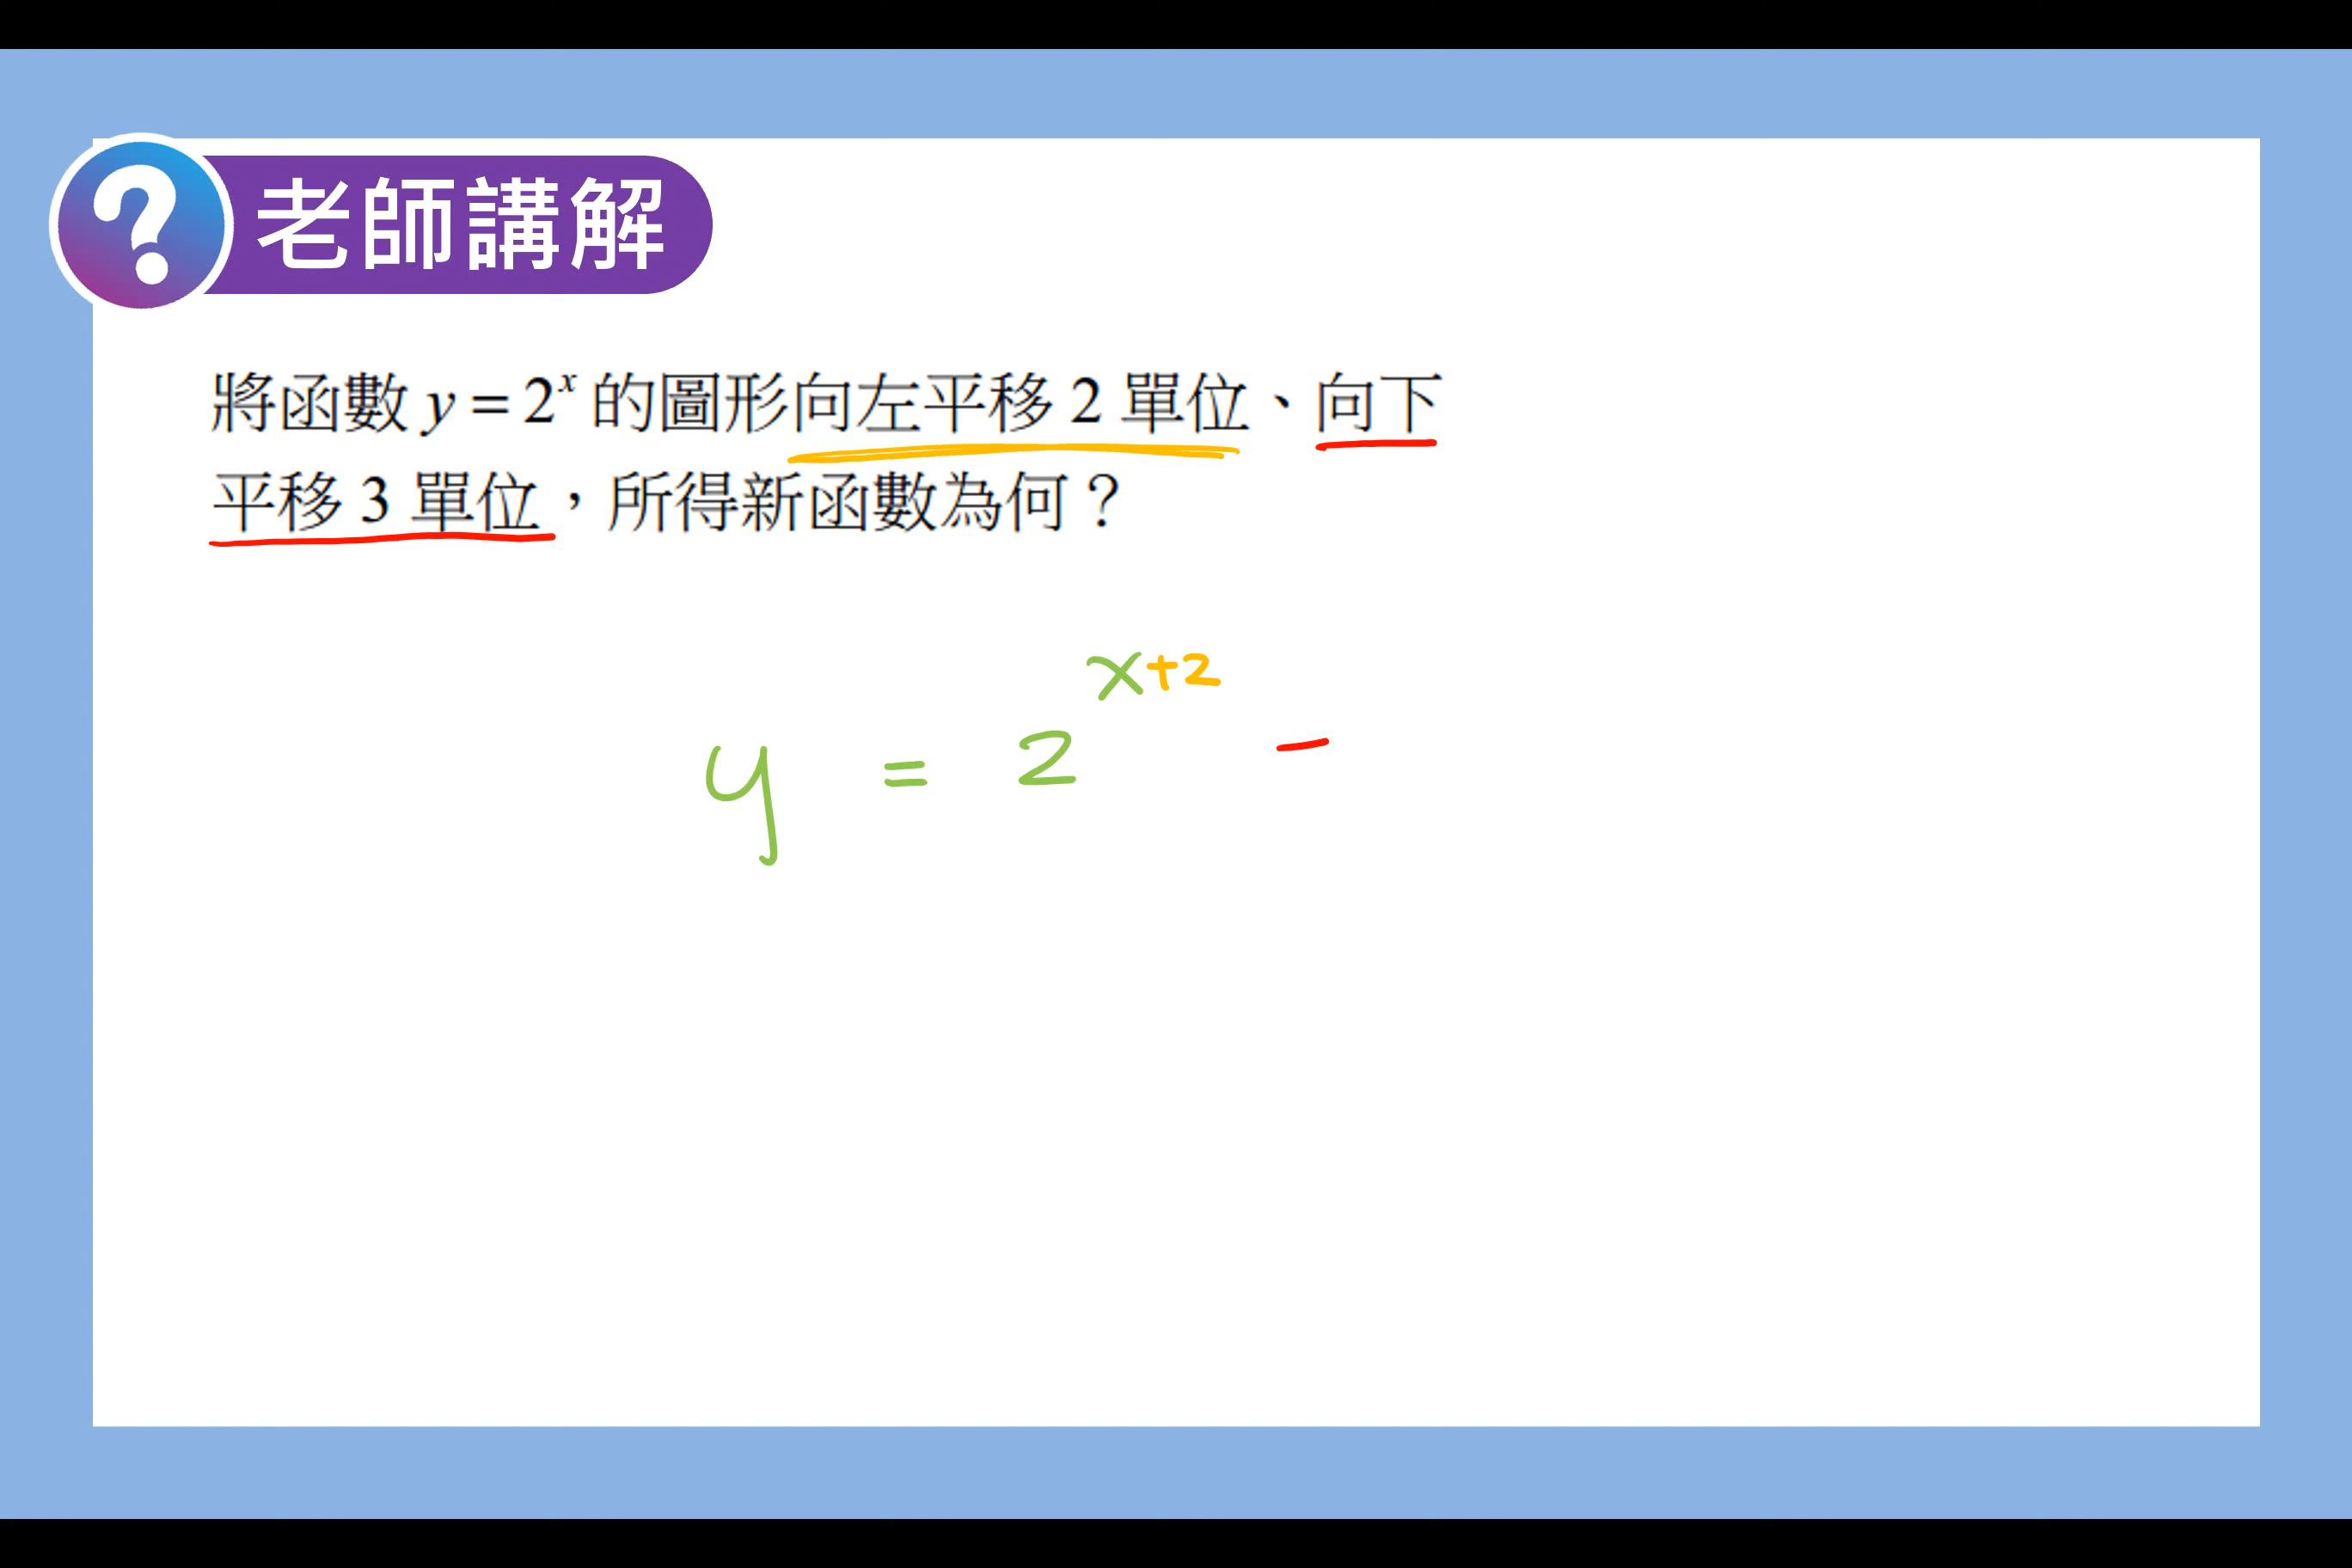 老師講解
將函數 y = 2ˣ 的圖形向左平移 2 單位、向下
平移 3 單位，所得新函數為何？
y = 2^(x+2) −